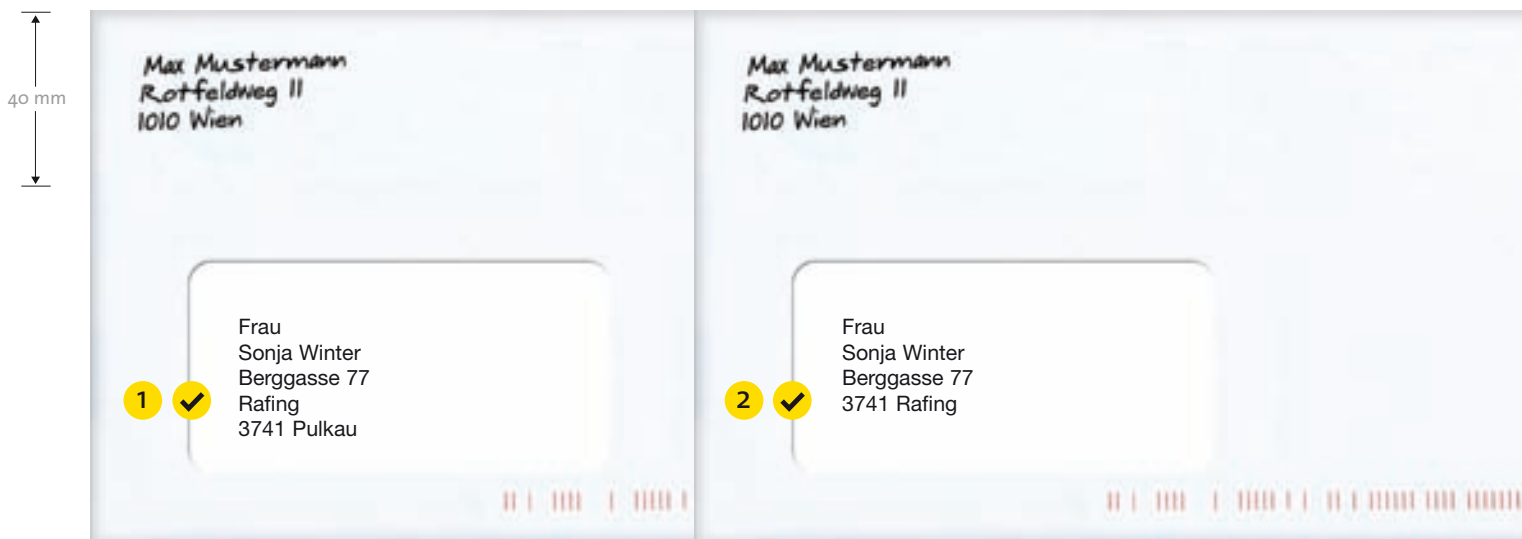 40 mm
Max Mustermann
Rotfeldweg 11
1010 Wien
Frau
Sonja Winter
Berggasse 77
Rafing
3741 Pulkau
1
Max Mustermann
Rotfeldweg 11
1010 Wien
Frau
Sonja Winter
Berggasse 77
3741 Rafing
2